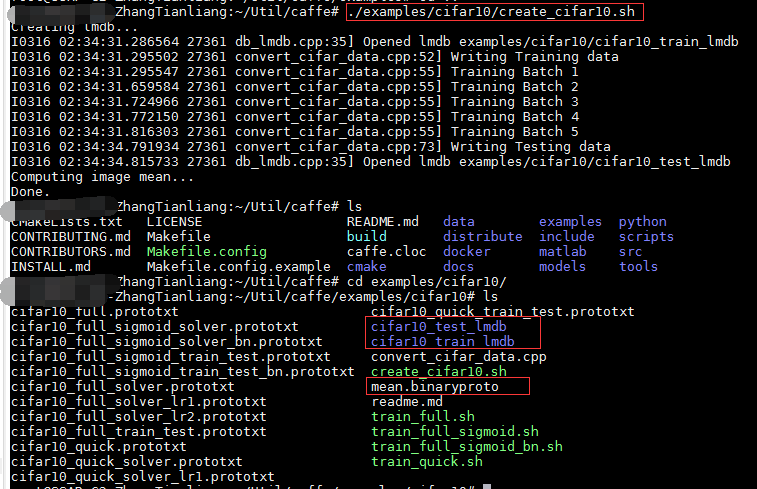 ZhangTianliang:~/Util/caffe# ./examples/cifar10/create_cifar10.sh
Creating lmdb...
I0316 02:34:31.286564 27361 db_lmdb.cpp:35] Opened lmdb examples/cifar10/cifar10_train_lmdb
I0316 02:34:31.295502 27361 convert_cifar_data.cpp:52] Writing Training data
I0316 02:34:31.295547 27361 convert_cifar_data.cpp:55] Training Batch 1
I0316 02:34:31.659584 27361 convert_cifar_data.cpp:55] Training Batch 2
I0316 02:34:31.724966 27361 convert_cifar_data.cpp:55] Training Batch 3
I0316 02:34:31.772150 27361 convert_cifar_data.cpp:55] Training Batch 4
I0316 02:34:31.816303 27361 convert_cifar_data.cpp:55] Training Batch 5
I0316 02:34:34.791934 27361 convert_cifar_data.cpp:73] Writing Testing data
I0316 02:34:34.815733 27361 db_lmdb.cpp:35] Opened lmdb examples/cifar10/cifar10_test_lmdb
Computing image mean...
Done.
ZhangTianliang:~/Util/caffe# ls
CMakeLists.txt LICENSE README.md data examples python
CONTRIBUTING.md Makefile build distribute include scripts
CONTRIBUTORS.md Makefile.config caffe.cloc docker matlab src
INSTALL.md Makefile.config.example cmake docs models tools
ZhangTianliang:~/Util/caffe# cd examples/cifar10/
-ZhangTianliang:~/Util/caffe/examples/cifar10# ls
cifar10_full.prototxt cifar10_quick_train_test.prototxt
cifar10_full_sigmoid_solver.prototxt cifar10_test_lmdb
cifar10_full_sigmoid_solver_bn.prototxt cifar10_train_lmdb
cifar10_full_sigmoid_train_test.prototxt convert_cifar_data.cpp
cifar10_full_sigmoid_train_test_bn.prototxt create_cifar10.sh
cifar10_full_solver.prototxt mean.binaryproto
cifar10_full_solver_lr1.prototxt readme.md
cifar10_full_solver_lr2.prototxt train_full.sh
cifar10_full_train_test.prototxt train_full_sigmoid.sh
cifar10_quick.prototxt train_full_sigmoid_bn.sh
cifar10_quick_solver.prototxt train_quick.sh
cifar10_quick_solver_lr1.prototxt